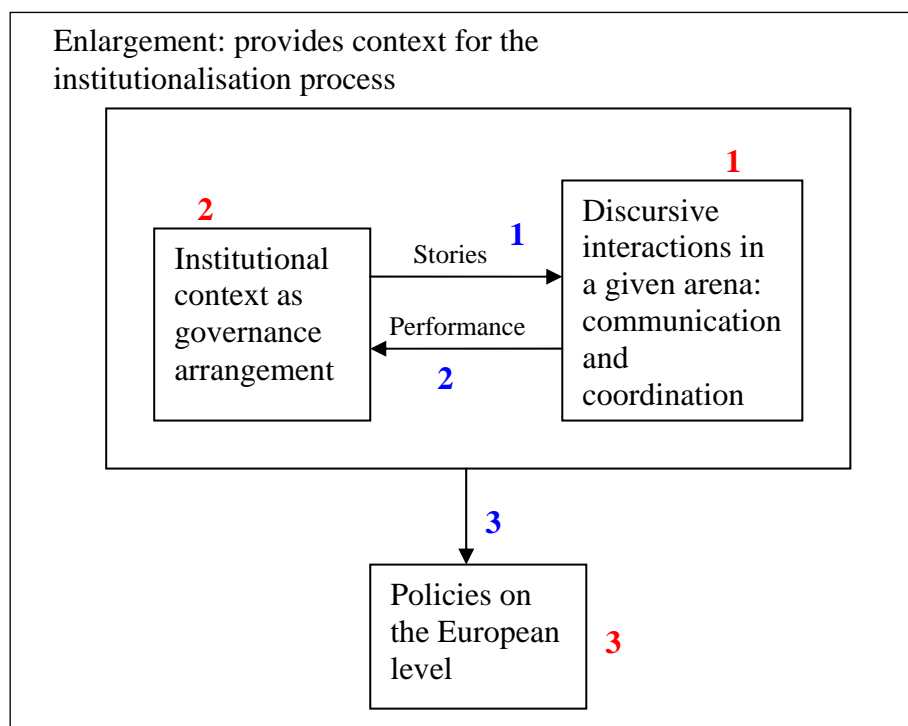 Enlargement: provides context for the
institutionalisation process
1
2
Discursive
interactions in
a given arena:
communication
and
coordination
1
Stories
Institutional
context as
governance
arrangement
Performance
2
3
Policies on
the European
level
3